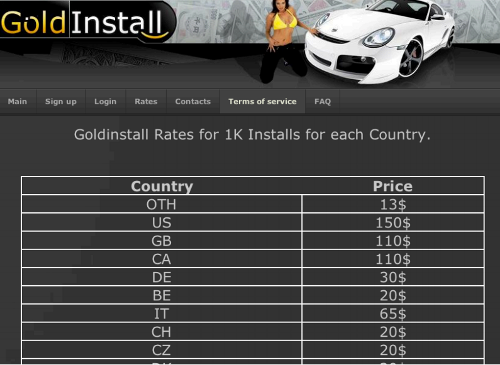 GoldInstall
Main Sign up Login Rates Contacts Terms of service FAQ
Goldinstall Rates for 1K Installs for each Country.
Country Price
OTH 13$
US 150$
GB 110$
CA 110$
DE 30$
BE 20$
IT 65$
CH 20$
CZ 20$